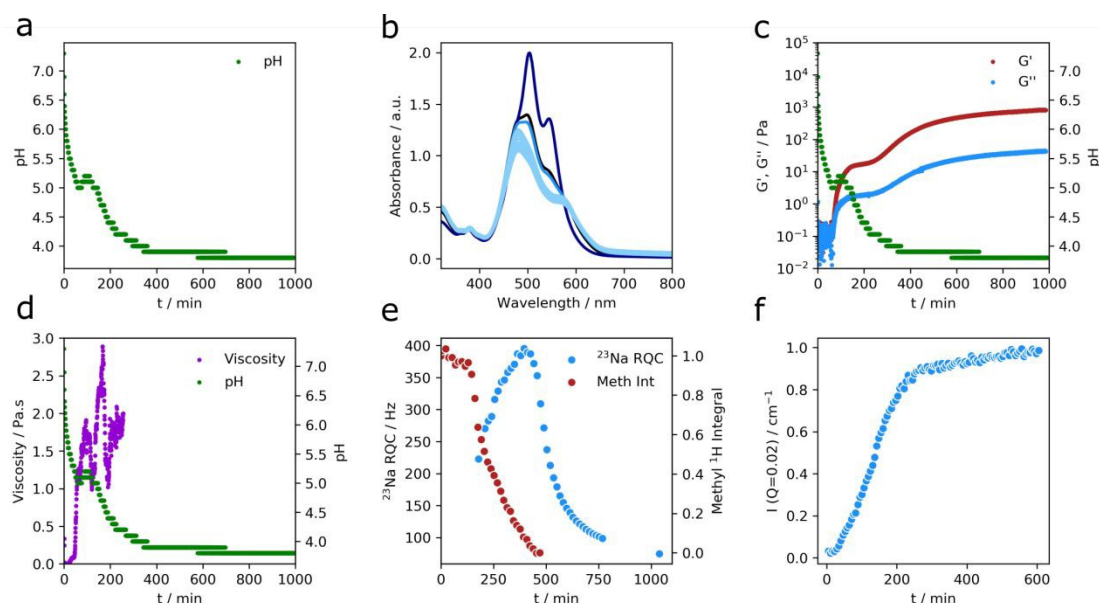 a
7.0
6.5
6.0
5.5
5.0
4.5
4.0
pH
pH
0 200 400 600 800 1000
t / min
b
2.0
1.5
1.0
0.5
0.0
Absorbance / a.u.
400 500 600 700 800
Wavelength / nm
c
10⁵
10⁴
10³
10²
10¹
10⁰
10⁻¹
10⁻²
G', G'' / Pa
G'
G''
7.0
6.5
6.0
5.5
5.0
4.5
4.0
pH
0 200 400 600 800 1000
t / min
d
3.0
2.5
2.0
1.5
1.0
0.5
0.0
Viscosity / Pa.s
Viscosity
pH
7.0
6.5
6.0
5.5
5.0
4.5
4.0
pH
0 200 400 600 800 1000
t / min
e
400
350
300
250
200
150
100
²³Na RQC / Hz
²³Na RQC
Meth Int
1.0
0.8
0.6
0.4
0.2
0.0
Methyl ¹H Integral
0 250 500 750 1000
t / min
f
1.0
0.8
0.6
0.4
0.2
0.0
I (Q=0.02) / cm⁻¹
0 200 400 600
t / min